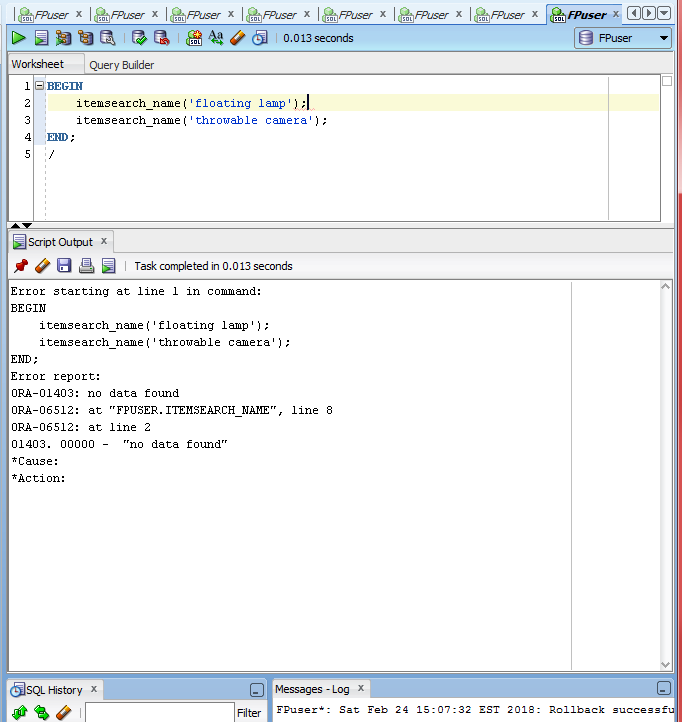 FPuser x FPuser x FPuser x FPuser x FPuser x FPuser x FPuser x FPuser x
0.013 seconds FPuser
Worksheet Query Builder
1 BEGIN
2 itemsearch_name('floating lamp');
3 itemsearch_name('throwable camera');
4 END;
5 /
Script Output x
Task completed in 0.013 seconds
Error starting at line 1 in command:
BEGIN
itemsearch_name('floating lamp');
itemsearch_name('throwable camera');
END;
Error report:
ORA-01403: no data found
ORA-06512: at "FPUSER.ITEMSEARCH_NAME", line 8
ORA-06512: at line 2
01403. 00000 - "no data found"
*Cause:
*Action:
SQL History x Messages - Log x
Filter
FPuser*: Sat Feb 24 15:07:32 EST 2018: Rollback successfu